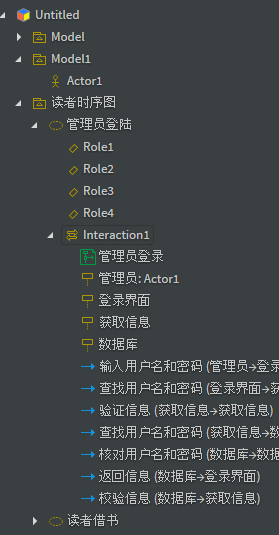 Untitled
Model
Model1
Actor1
读者时序图
管理员登陆
Role1
Role2
Role3
Role4
Interaction1
管理员登录
管理员: Actor1
登录界面
获取信息
数据库
输入用户名和密码 (管理员→登录
查找用户名和密码 (登录界面→获
验证信息 (获取信息→获取信息)
查找用户名和密码 (获取信息→数
核对用户名和密码 (数据库→数据
返回信息 (数据库→登录界面)
校验信息 (数据库→获取信息)
读者借书